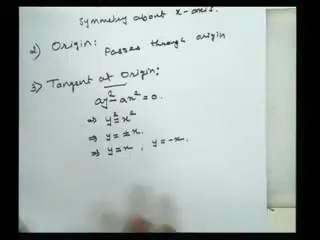 Symmetry about x-axis.
2) Origin: Passes through origin
3) Tangent at Origin:
ay² - ax² = 0.
⇒ y² = x²
⇒ y = ± x.
⇒ y = x ; y = -x.